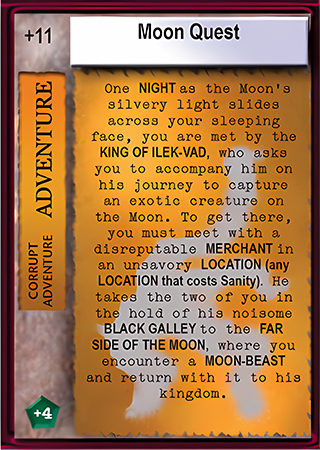 +11
Moon Quest
CORRUPT
ADVENTURE
ADVENTURE
One NIGHT as the Moon's
silvery light slides
across your sleeping
face, you are met by the
KING OF ILEK-VAD, who asks
you to accompany him on
his journey to capture
an exotic creature on
the Moon. To get there,
you must meet with a
disreputable MERCHANT in
an unsavory LOCATION (any
LOCATION that costs Sanity). He
takes the two of you in
the hold of his noisome
BLACK GALLEY to the FAR
SIDE OF THE MOON, where you
encounter a MOON-BEAST
and return with it to his
kingdom.
+4